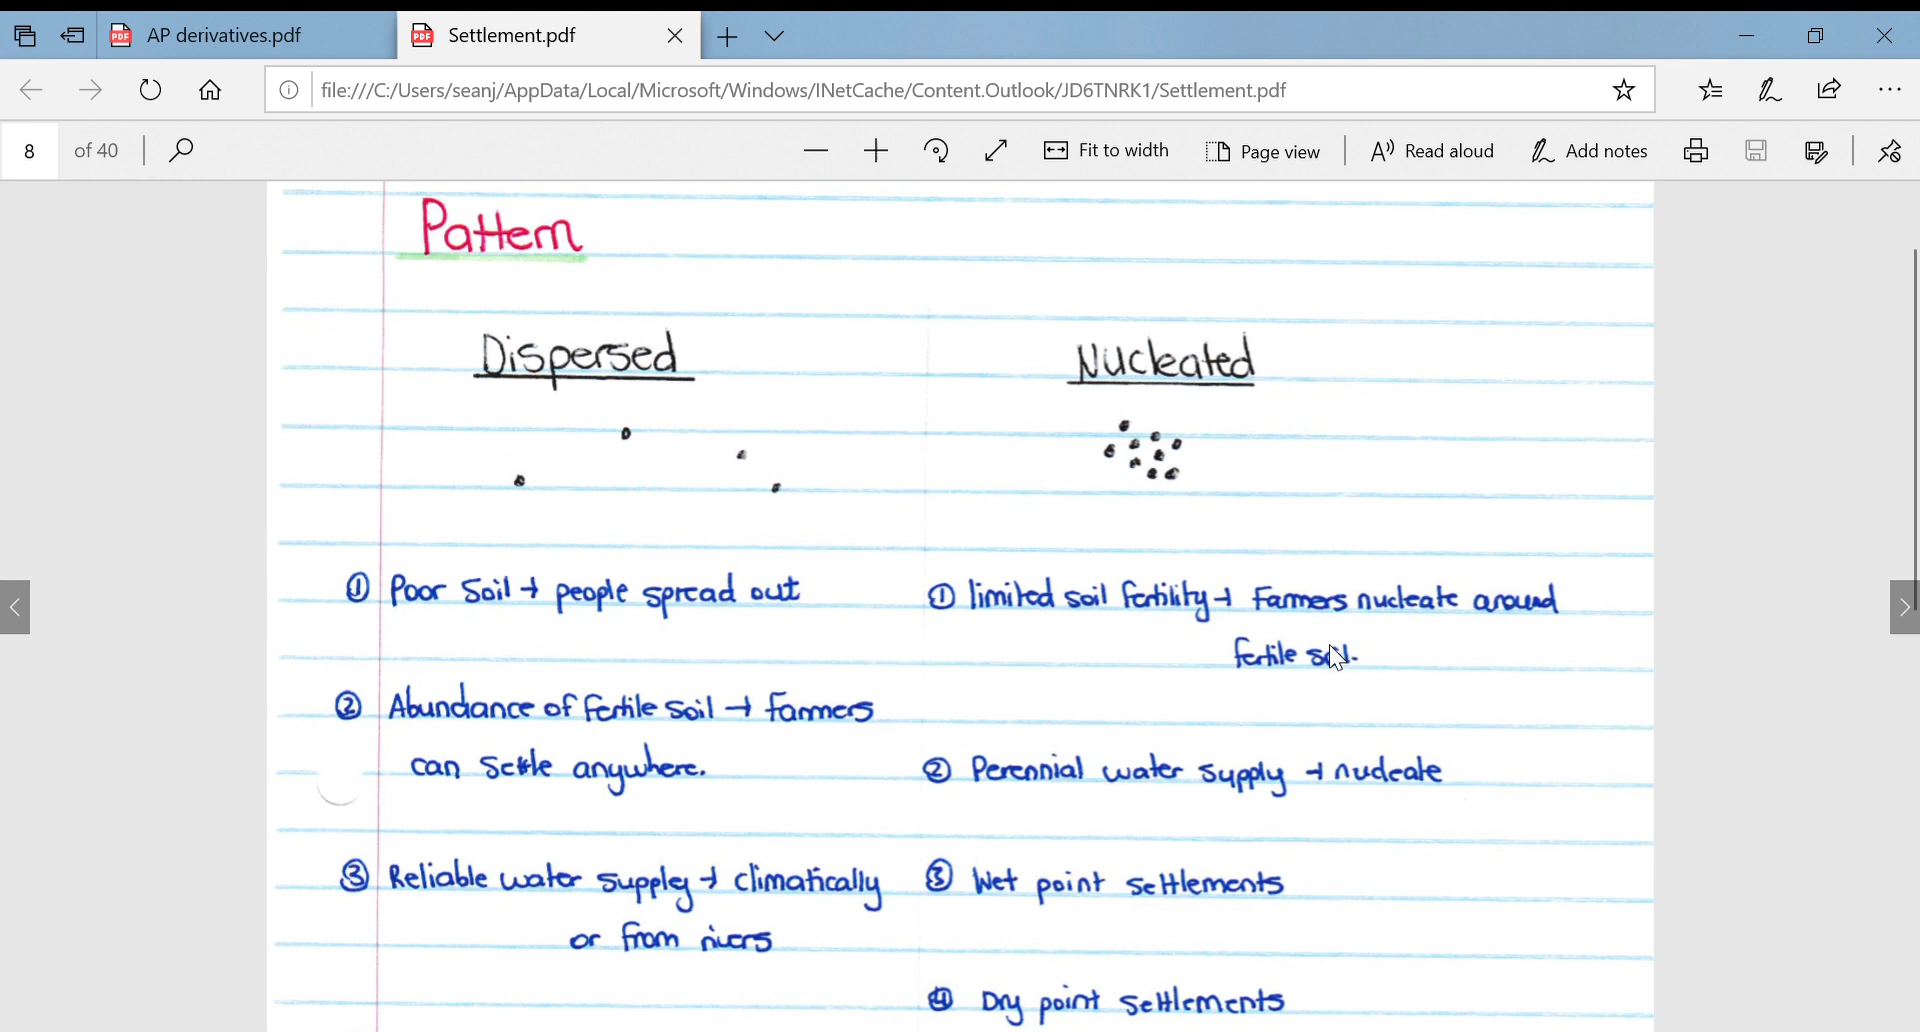 AP derivatives.pdf
Settlement.pdf
file:///C:/Users/seanj/AppData/Local/Microsoft/Windows/INetCache/Content.Outlook/JD6TNRK1/Settlement.pdf
8 of 40
Fit to width
Page view
Read aloud
Add notes
Pattern
Dispersed
Nucleated
① Poor Soil → people spread out
② Abundance of fertile soil → farmers
can settle anywhere.
③ Reliable water supply → climatically
or from rivers
① limited soil fertility → Farmers nucleate around
fertile soil.
② Perennial water supply → nucleate
③ Wet point settlements
④ Dry point settlements